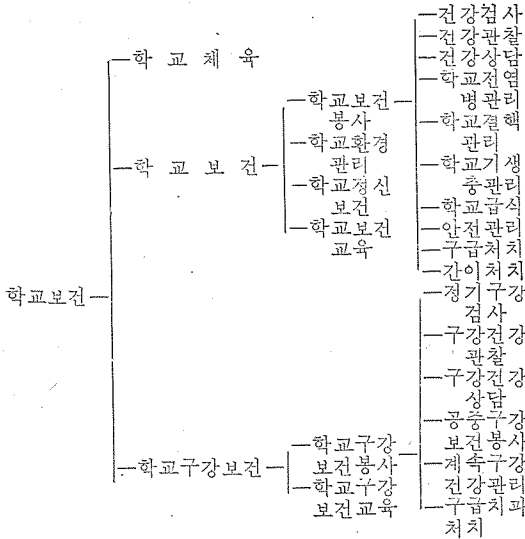 학교보건
학 교 체 육
학 교 보 건
학교보건
봉사
학교환경
관리
학교정신
보건
학교보건
교육
건강검사
건강관찰
건강상담
학교전염
병관리
학교결핵
관리
학교기생
충관리
학교급식
안전관리
구급처치
간이처치
학교구강보건
학교구강
보건봉사
학교구강
보건교육
정기구강
검사
구강건강
관찰
구강건강
상담
공중구강
보건봉사
계속구강
건강관리
구급치과
처치